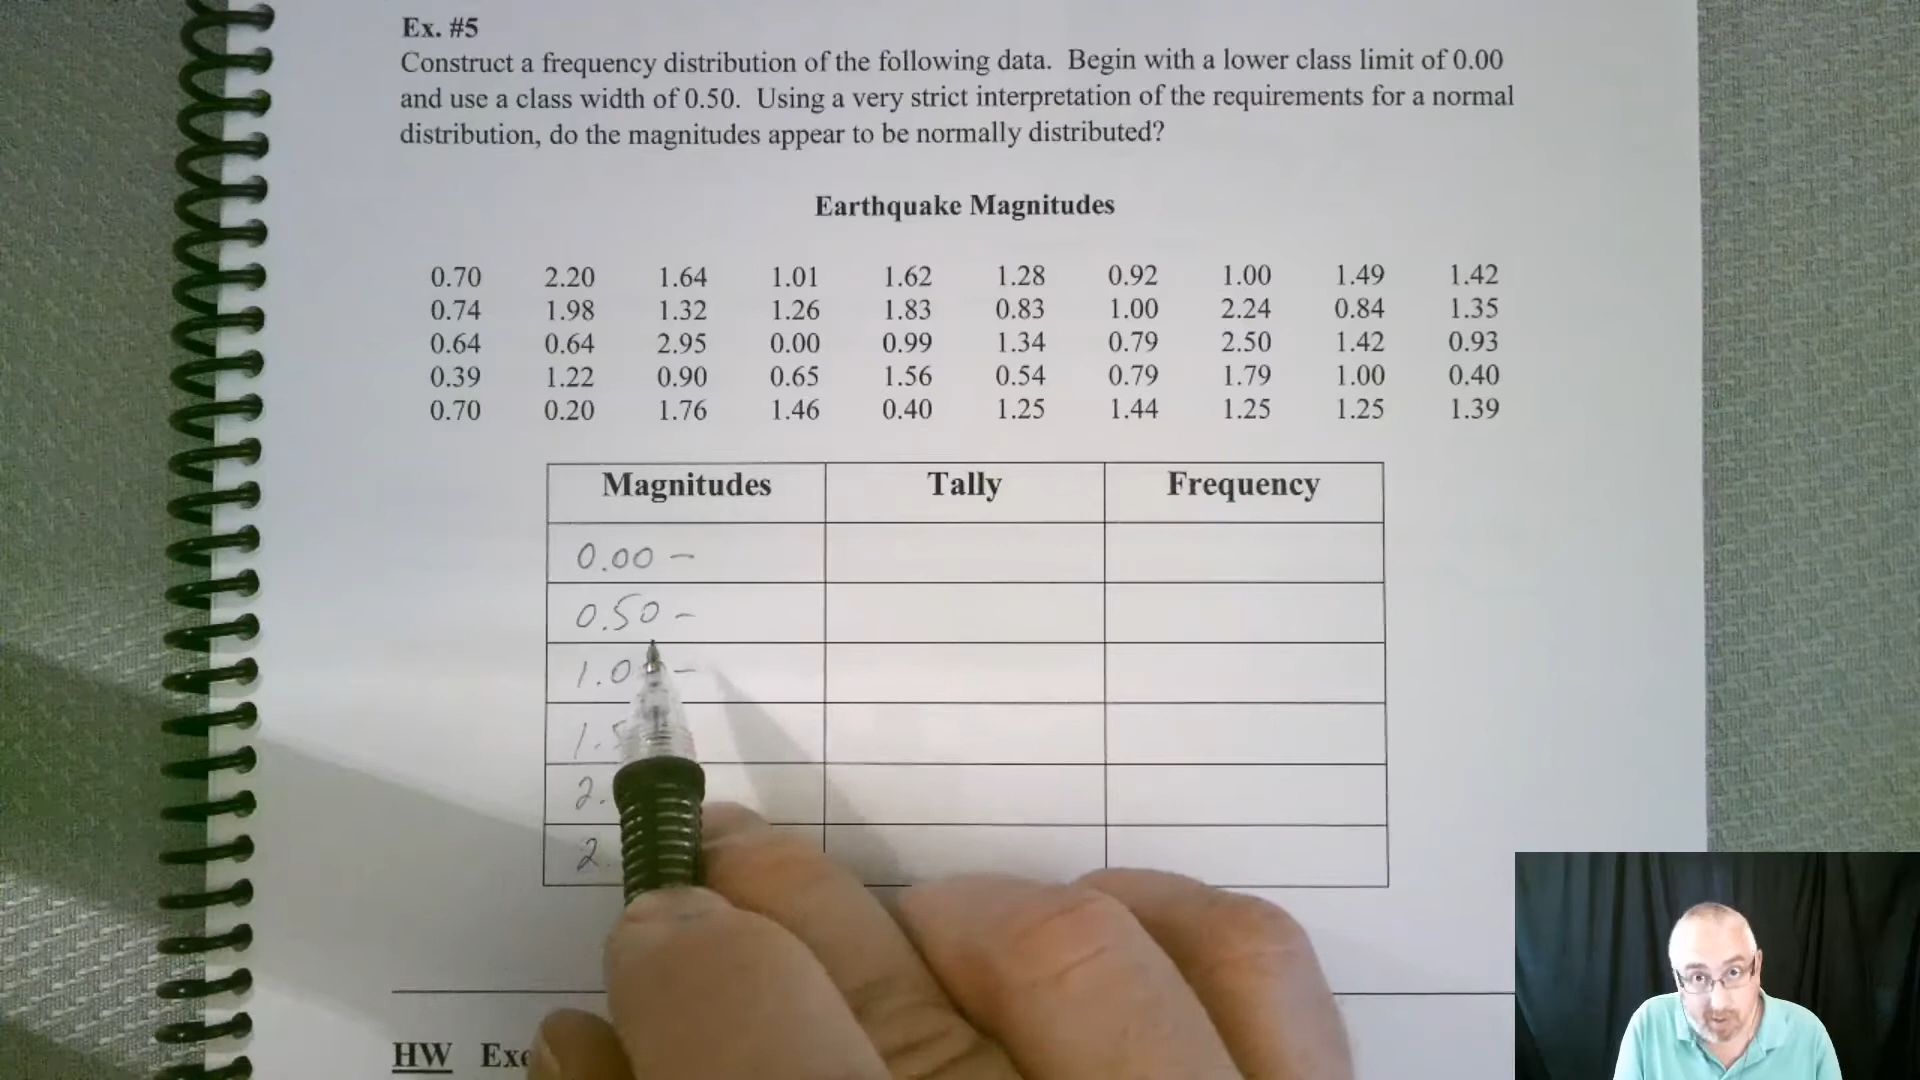 Ex. #5
Construct a frequency distribution of the following data. Begin with a lower class limit of 0.00
and use a class width of 0.50. Using a very strict interpretation of the requirements for a normal
distribution, do the magnitudes appear to be normally distributed?
Earthquake Magnitudes
0.70 2.20 1.64 1.01 1.62 1.28 0.92 1.00 1.49 1.42
0.74 1.98 1.32 1.26 1.83 0.83 1.00 2.24 0.84 1.35
0.64 0.64 2.95 0.00 0.99 1.34 0.79 2.50 1.42 0.93
0.39 1.22 0.90 0.65 1.56 0.54 0.79 1.79 1.00 0.40
0.70 0.20 1.76 1.46 0.40 1.25 1.44 1.25 1.25 1.39
Magnitudes Tally Frequency
0.00 –
0.50 –
1.0 –
1.5
2.
2.
HW